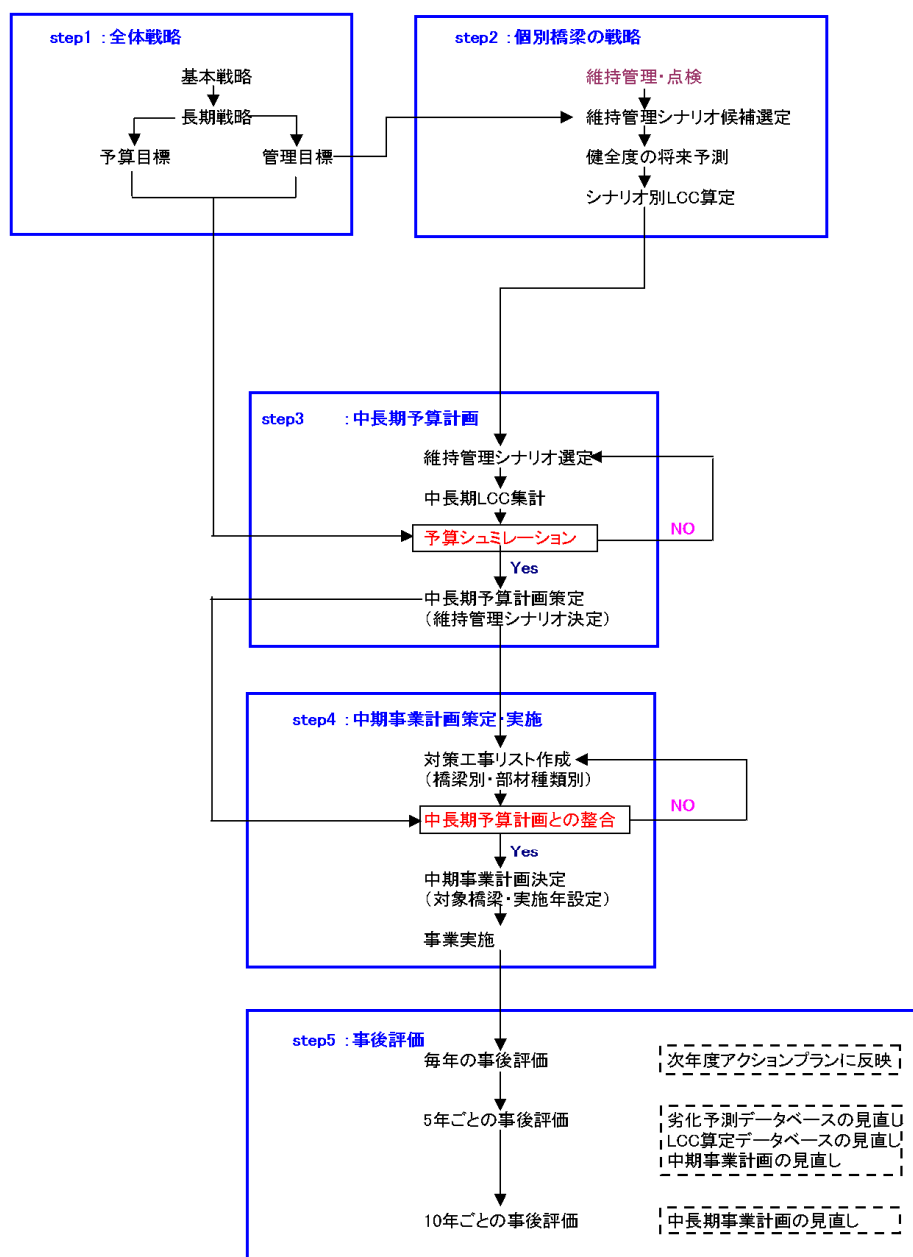 step1 : 全体戦略
基本戦略
長期戦略
予算目標
管理目標
step2 : 個別橋梁の戦略
維持管理・点検
維持管理シナリオ候補選定
健全度の将来予測
シナリオ別LCC算定
step3 : 中長期予算計画
維持管理シナリオ選定
中長期LCC集計
予算シュミレーション
NO
Yes
中長期予算計画策定
(維持管理シナリオ決定)
step4 : 中期事業計画策定・実施
対策工事リスト作成
(橋梁別・部材種類別)
中長期予算計画との整合
NO
Yes
中期事業計画決定
(対象橋梁・実施年設定)
事業実施
step5 : 事後評価
毎年の事後評価
次年度アクションプランに反映
5年ごとの事後評価
劣化予測データベースの見直し
LCC算定データベースの見直し
中期事業計画の見直し
10年ごとの事後評価
中長期事業計画の見直し